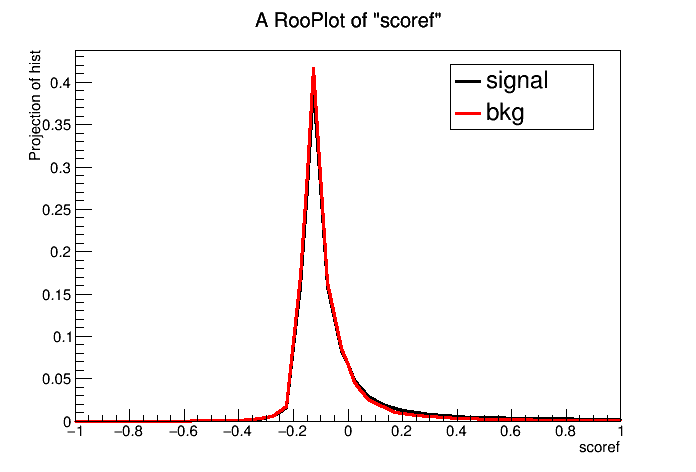 A RooPlot of "scoref"
Projection of hist
signal
bkg
0.4
0.35
0.3
0.25
0.2
0.15
0.1
0.05
0
−1 −0.8 −0.6 −0.4 −0.2 0 0.2 0.4 0.6 0.8 1
scoref